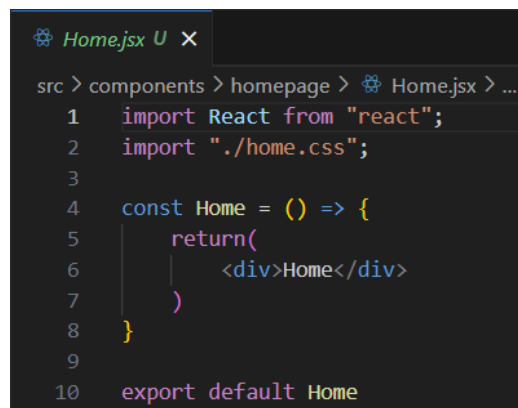 Home.jsx U ×
src > components > homepage > Home.jsx > ...
1 import React from "react";
2 import "./home.css";
3
4 const Home = () => {
5     return(
6         <div>Home</div>
7     )
8 }
9
10 export default Home